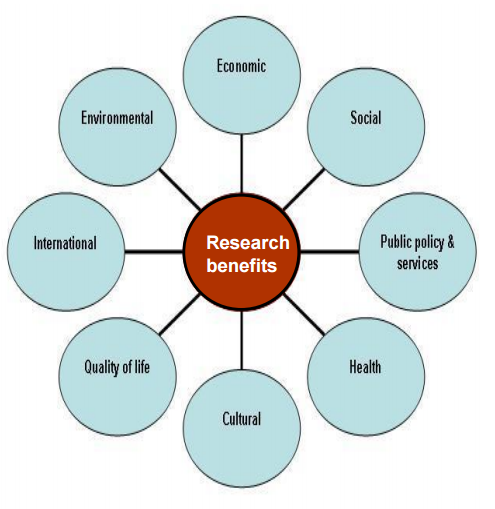 Economic
Social
Environmental
Public policy &
services
International
Research
benefits
Health
Quality of life
Cultural